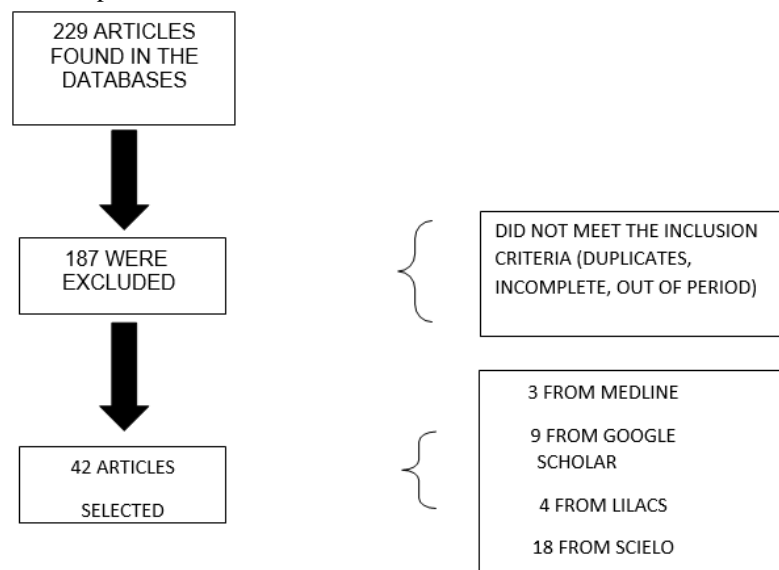 229 ARTICLES
FOUND IN THE
DATABASES
187 WERE
EXCLUDED
DID NOT MEET THE INCLUSION
CRITERIA (DUPLICATES,
INCOMPLETE, OUT OF PERIOD)
42 ARTICLES
SELECTED
3 FROM MEDLINE
9 FROM GOOGLE
SCHOLAR
4 FROM LILACS
18 FROM SCIELO